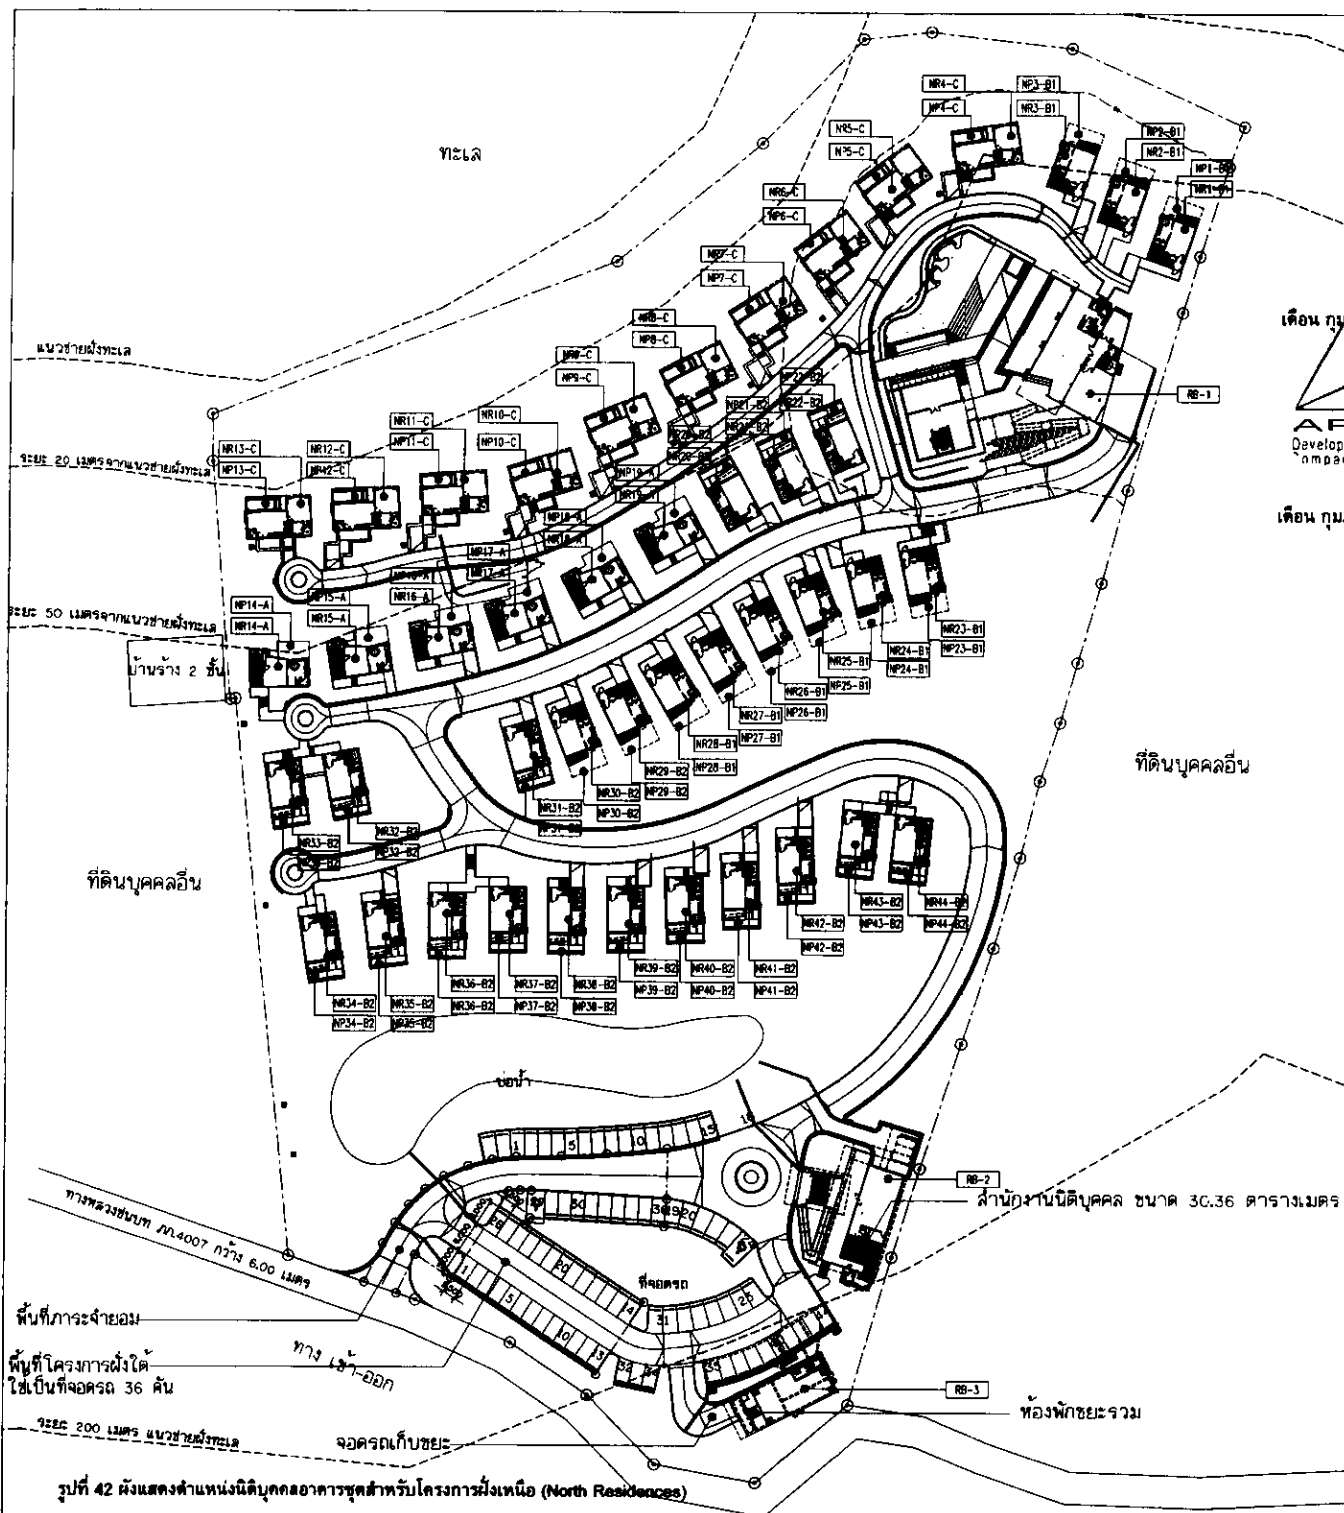 ทะเล
NR4-C
NP4-C
NP3-B1
NR3-B1
NR5-C
NP5-C
NP2-B1
NR2-B1
NR1-B1
NR6-C
NP6-C
NR7-C
NP7-C
NR8-C
NP8-C
แนวชายฝั่งทะเล
NR9-C
NP9-C
NR10-C
NP10-C
NR11-C
NP11-C
NR12-C
NR42-C
NR13-C
NP13-C
RB-1
ระยะ 20 เมตรจากแนวชายฝั่งทะเล
NP22-B2
NR22-B2
NR21-B2
NP19-A
NR19-A
NP18-A
NR18-A
NP17-A
NR17-A
NR16-A
NP15-A
NR15-A
NP14-A
NR14-A
ระยะ 50 เมตรจากแนวชายฝั่งทะเล
บ้านร้าง 2 ชั้น
NR23-B1
NP23-B1
NR24-B1
NP24-B1
NR25-B1
NP25-B1
NR26-B1
NP26-B1
NR27-B1
NP27-B1
NR28-B1
NP28-B1
NR29-B2
NP29-B2
NR30-B2
NP30-B2
NR31-B2
NP31-B2
NR32-B2
NP32-B2
NR33-B2
ที่ดินบุคคลอื่น
ที่ดินบุคคลอื่น
NR43-B2
NP43-B2
NR44-B2
NP44-B2
NR42-B2
NP42-B2
NR41-B2
NP41-B2
NR40-B2
NP40-B2
NR39-B2
NP39-B2
NR38-B2
NP38-B2
NR37-B2
NP37-B2
NR36-B2
NR36-B2
NR35-B2
NR35-B2
NR34-B2
NP34-B2
บ่อน้ำ
1
5
10
15
ทางหลวงชนบท ภก.4007 กว้าง 6.00 เมตร
RB-2
สำนักงานนิติบุคคล ขนาด 30.36 ตารางเมตร
ที่จอดรถ
พื้นที่ภาระจำยอม
พื้นที่โครงการฝั่งใต้
ใช้เป็นที่จอดรถ 36 คัน
ทาง เข้า-ออก
RB-3
ห้องพักขยะรวม
จอดรถเก็บขยะ
ระยะ 200 เมตร แนวชายฝั่งทะเล
รูปที่ 42 ผังแสดงตำแหน่งนิติบุคคลอาคารชุดสำหรับโครงการฝั่งเหนือ (North Residences)